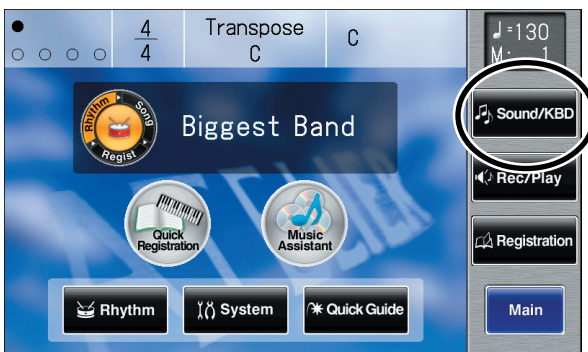 4
4
Transpose
C
C
♩=130
M: 1
Rhythm
Song
Regist
Biggest Band
Sound/KBD
Rec/Play
Quick
Registration
Music
Assistant
Registration
Rhythm
System
Quick Guide
Main
ATELIER